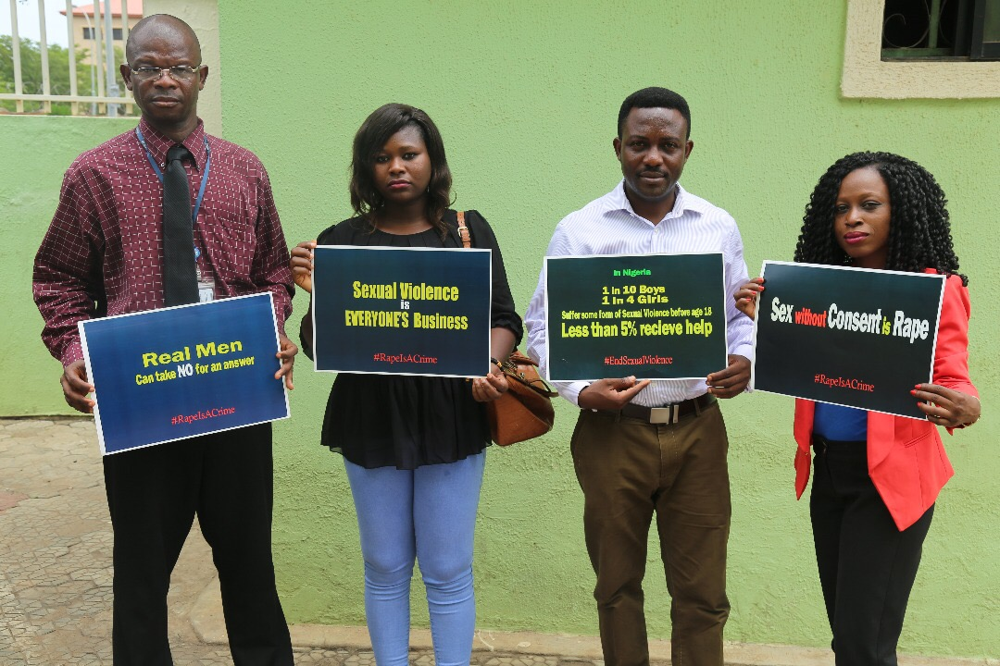 Real Men
Can take NO for an answer
#RapeIsACrime
Sexual Violence
is
EVERYONE'S Business
#RapeIsACrime
In Nigeria
1 in 10 Boys
1 in 4 Girls
Suffer some form of Sexual Violence before age 18
Less than 5% recieve help
#EndSexualViolence
Sex without Consent is Rape
#RapeIsACrime